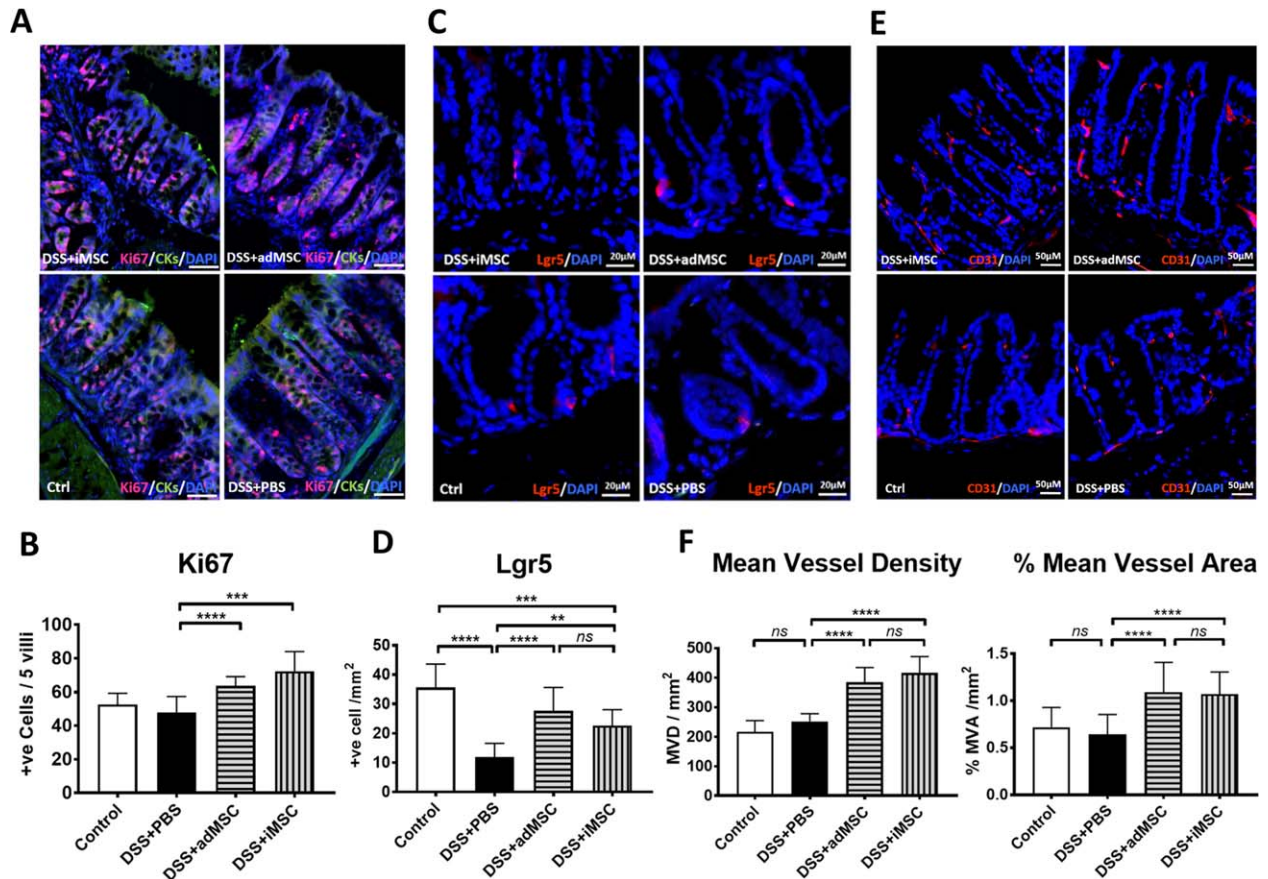 A
DSS+iMSC Ki67/CKs/DAPI
DSS+adMSC Ki67/CKs/DAPI
Ctrl Ki67/CKs/DAPI
DSS+PBS Ki67/CKs/DAPI
C
DSS+iMSC Lgr5/DAPI 20μM
DSS+adMSC Lgr5/DAPI 20μM
Ctrl Lgr5/DAPI 20μM
DSS+PBS Lgr5/DAPI 20μM
E
DSS+iMSC CD31/DAPI 50μM
DSS+adMSC CD31/DAPI 50μM
Ctrl CD31/DAPI 50μM
DSS+PBS CD31/DAPI 50μM
B
Ki67
***
****
+ve Cells / 5 villi
100
80
60
40
20
0
Control
DSS+PBS
DSS+adMSC
DSS+iMSC
D
Lgr5
***
**
**** **** ns
+ve cell /mm2
50
40
30
20
10
0
Control
DSS+PBS
DSS+adMSC
DSS+iMSC
F
Mean Vessel Density
****
ns **** ns
MVD / mm2
500
400
300
200
100
0
Control
DSS+PBS
DSS+adMSC
DSS+iMSC
% Mean Vessel Area
****
ns **** ns
% MVA /mm2
1.5
1.0
0.5
0.0
Control
DSS+PBS
DSS+adMSC
DSS+iMSC